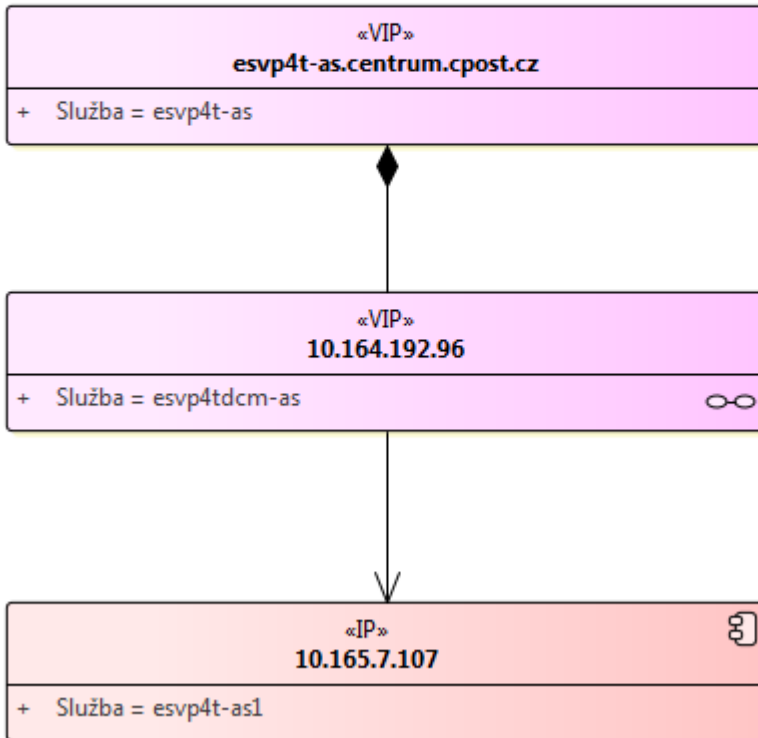 «VIP»
esvp4t-as.centrum.cpost.cz
+ Služba = esvp4t-as
«VIP»
10.164.192.96
+ Služba = esvp4tdcm-as
«IP»
10.165.7.107
+ Služba = esvp4t-as1